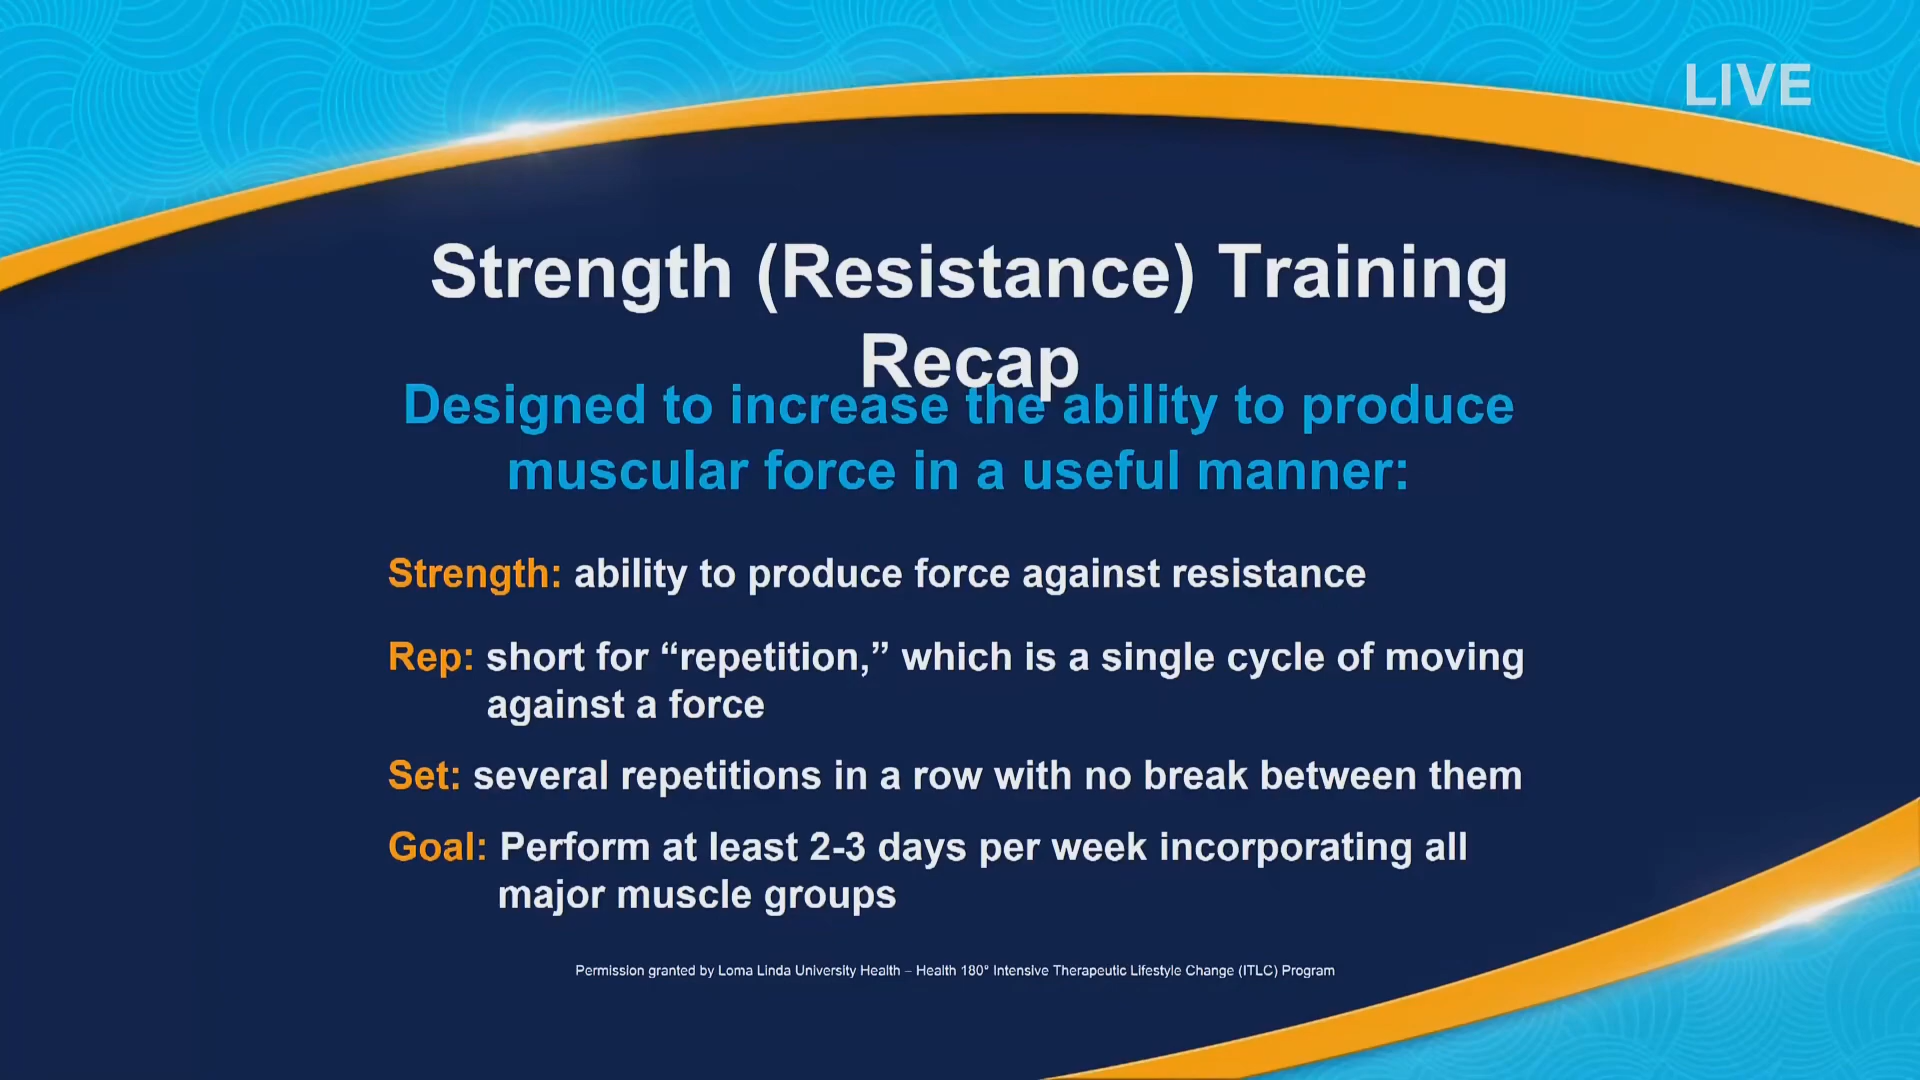 LIVE
Strength (Resistance) Training
Recap
Designed to increase the ability to produce
muscular force in a useful manner:
Strength: ability to produce force against resistance
Rep: short for “repetition,” which is a single cycle of moving
against a force
Set: several repetitions in a row with no break between them
Goal: Perform at least 2-3 days per week incorporating all
major muscle groups
Permission granted by Loma Linda University Health – Health 180° Intensive Therapeutic Lifestyle Change (ITLC) Program